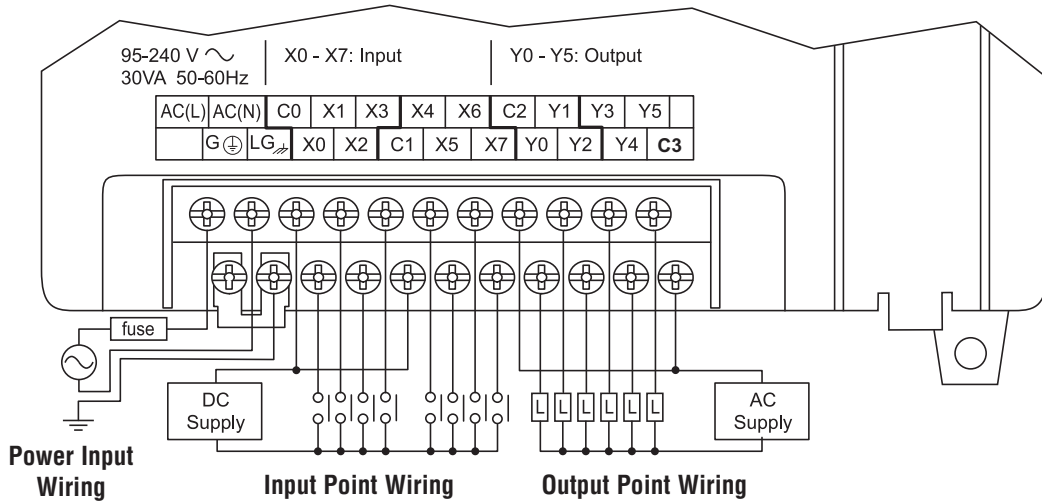 95-240 V ~ X0 - X7: Input Y0 - Y5: Output
30VA 50-60Hz
AC(L) AC(N) C0 X1 X3 X4 X6 C2 Y1 Y3 Y5
G LG X0 X2 C1 X5 X7 Y0 Y2 Y4 C3
fuse
DC
Supply
L L L L L L
AC
Supply
Power Input
Wiring
Input Point Wiring
Output Point Wiring